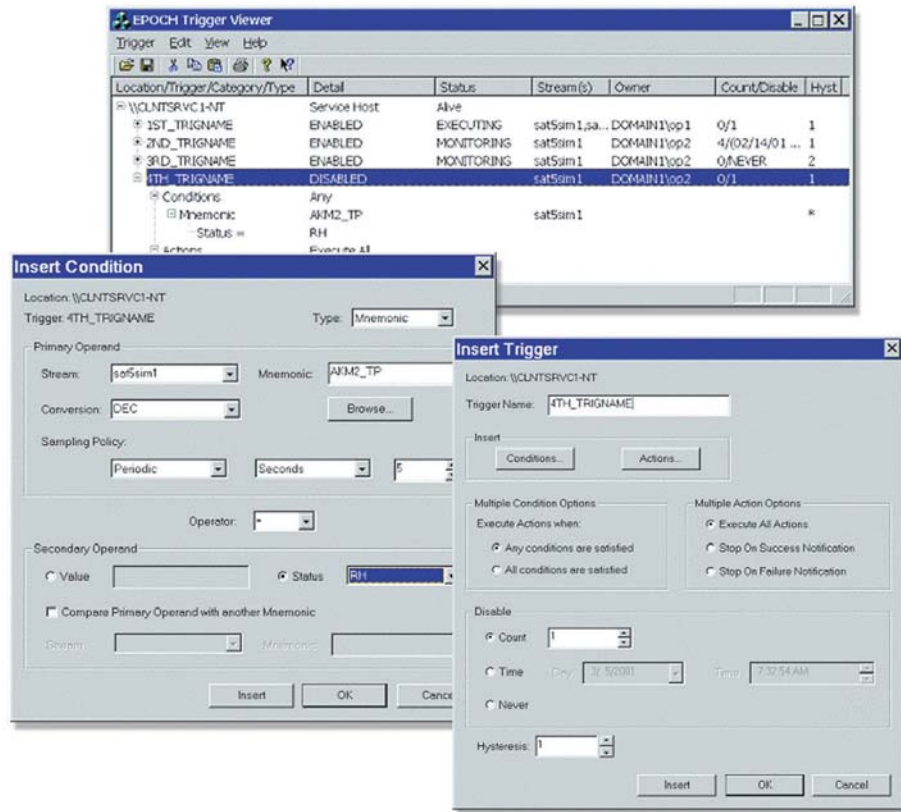 EPOCH Trigger Viewer
Trigger Edit View Help
Location/Trigger/Category/Type Detail Status Stream(s) Owner Count/Disable Hyst
\\CLNTSRVC1-NT Service Host Alive
1ST_TRIGNAME ENABLED EXECUTING sat5sim1,sa... DOMAIN1\op1 0/1 1
2ND_TRIGNAME ENABLED MONITORING sat5sim1 DOMAIN1\op2 4/(02/14/01 ... 1
3RD_TRIGNAME ENABLED MONITORING sat5sim1 DOMAIN1\op2 0/NEVER 2
4TH_TRIGNAME DISABLED sat5sim1 DOMAIN1\op2 0/1 1
Conditions Any
Mnemonic AKM2_TP sat5sim1 *
Status = RH
Actions Execute All
Insert Condition
Location: \\CLNTSRVC1-NT
Trigger: 4TH_TRIGNAME Type: Mnemonic
Primary Operand
Stream: sat5sim1 Mnemonic: AKM2_TP
Conversion: DEC Browse...
Sampling Policy:
Periodic Seconds 5
Operator: =
Secondary Operand
Value Status RH
Compare Primary Operand with another Mnemonic
Stream: Mnemonic:
Insert OK Cance
Insert Trigger
Location: \\CLNTSRVC1-NT
Trigger Name: 4TH_TRIGNAME
Insert
Conditions... Actions...
Multiple Condition Options
Execute Actions when:
Any conditions are satisfied
All conditions are satisfied
Multiple Action Options
Execute All Actions
Stop On Success Notification
Stop On Failure Notification
Disable
Count 1
Time Day: 3/ 5/2001 Time: 7:32:54 AM
Never
Hysteresis: 1
Insert OK Cancel